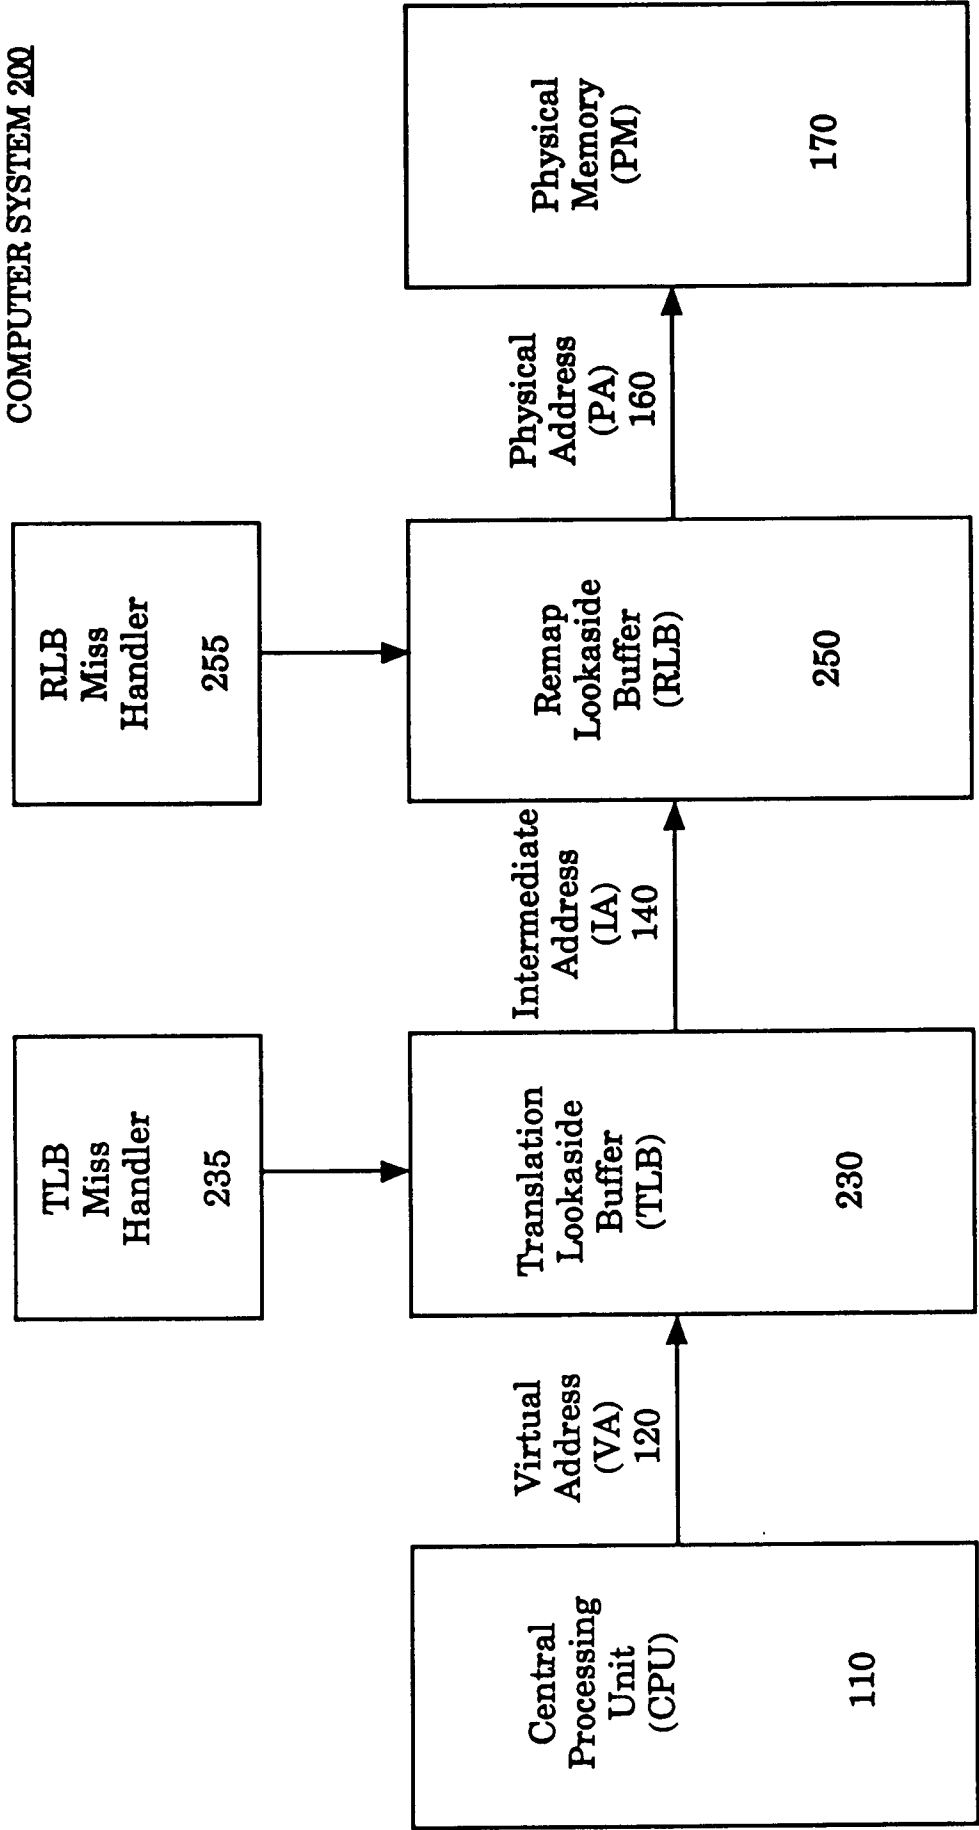 COMPUTER SYSTEM 200
TLB
Miss
Handler
235
RLB
Miss
Handler
255
Central
Processing
Unit
(CPU)
110
Virtual
Address
(VA)
120
Translation
Lookaside
Buffer
(TLB)
230
Intermediate
Address
(IA)
140
Remap
Lookaside
Buffer
(RLB)
250
Physical
Address
(PA)
160
Physical
Memory
(PM)
170